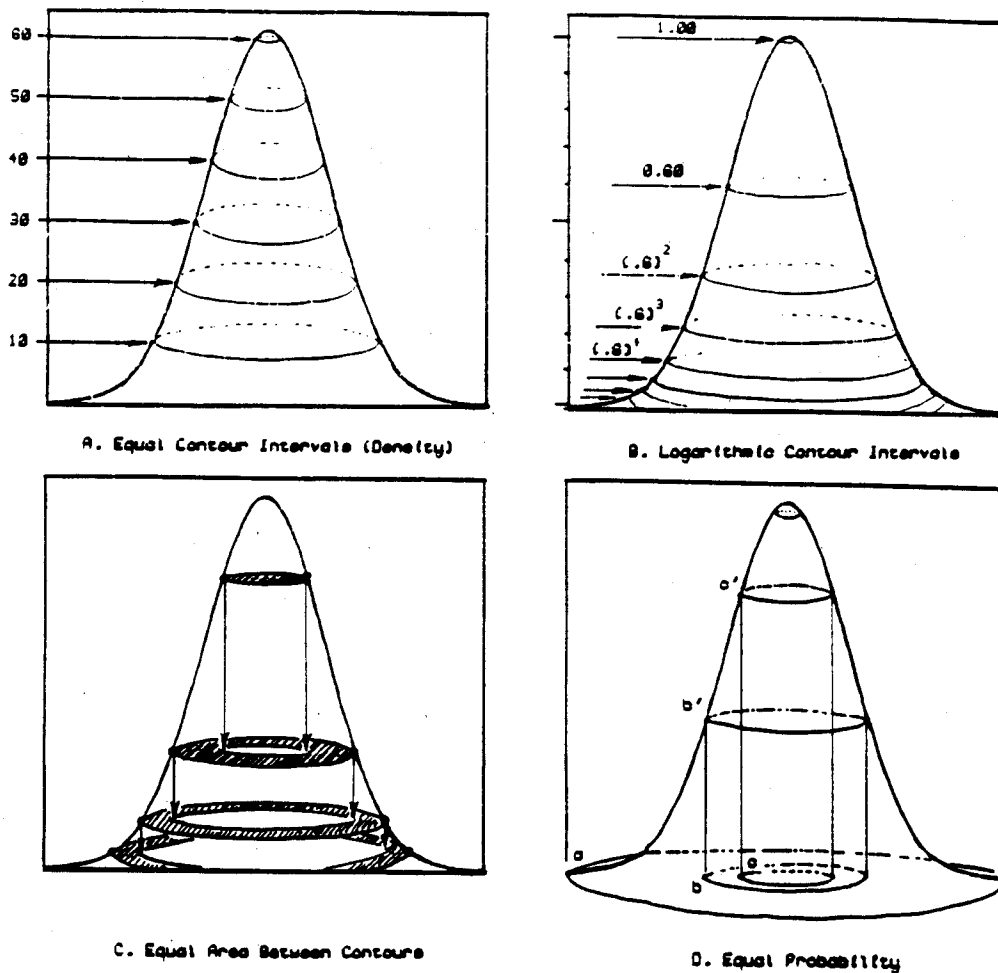 60
50
40
30
20
10
A. Equal Contour Intervals (Density)
1.00
0.60
(.6)²
(.6)³
(.6)⁴
B. Logarithmic Contour Intervals
C. Equal Area Between Contours
a'
b'
a
a
b
D. Equal Probability